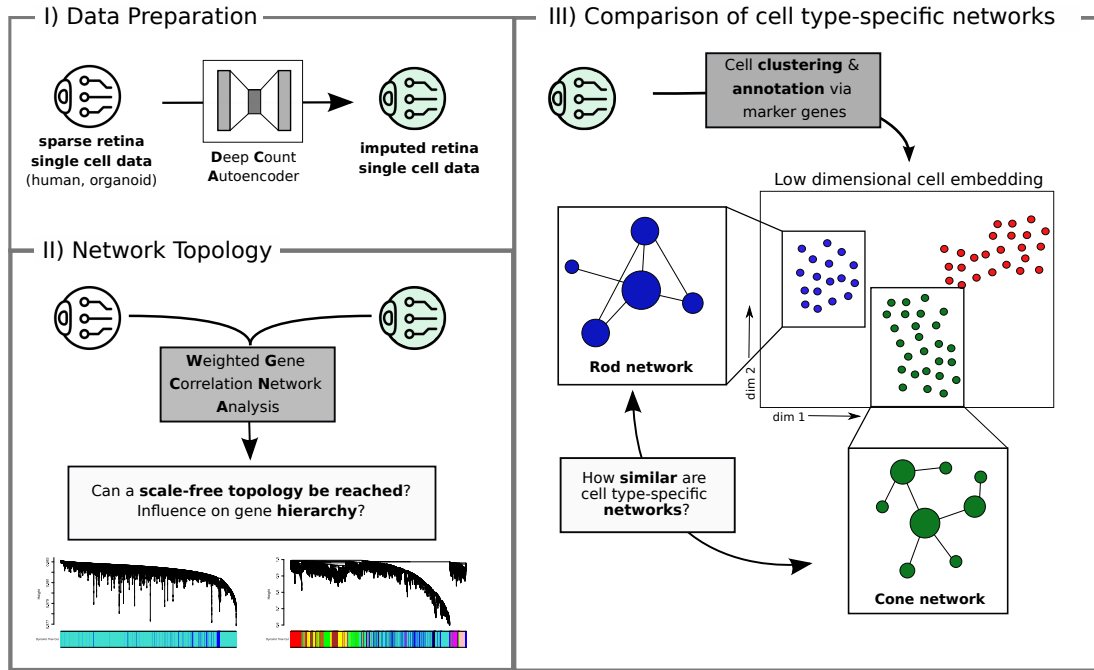 I) Data Preparation
sparse retina
single cell data
(human, organoid)
Deep Count
Autoencoder
imputed retina
single cell data
II) Network Topology
Weighted Gene
Correlation Network
Analysis
Can a scale-free topology be reached?
Influence on gene hierarchy?
Height
Height
III) Comparison of cell type-specific networks
Cell clustering &
annotation via
marker genes
Low dimensional cell embedding
Rod network
dim 2
dim 1
How similar are
cell type-specific
networks?
Cone network